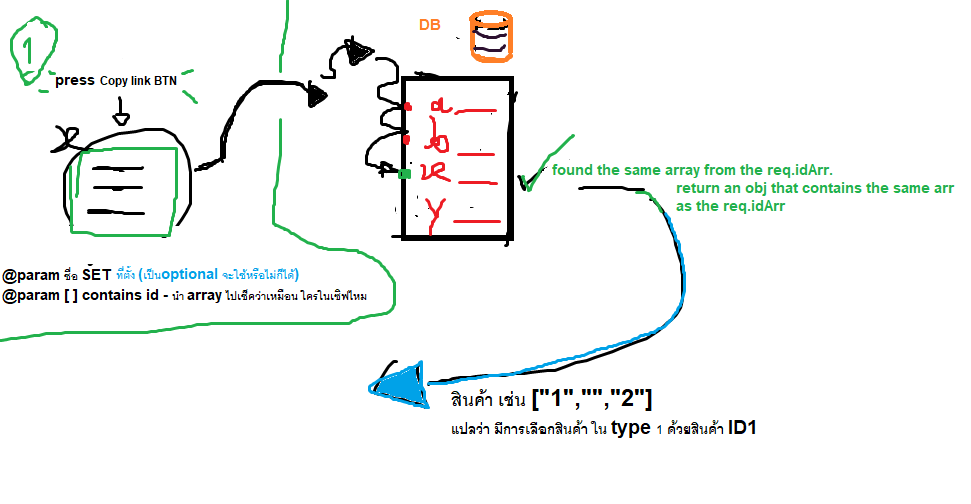 1
DB
press Copy link BTN
a
b
y
found the same array from the req.idArr.
return an obj that contains the same arr
as the req.idArr
@param ชื่อ SET ที่ตั้ง (เป็นoptional จะใช้หรือไม่ก็ได้)
@param [ ] contains id - นำ array ไปเช็คว่าเหมือน ใครในเซิฟไหม
สินค้า เช่น ["1","","2"]
แปลว่า มีการเลือกสินค้า ใน type 1 ด้วยสินค้า ID1